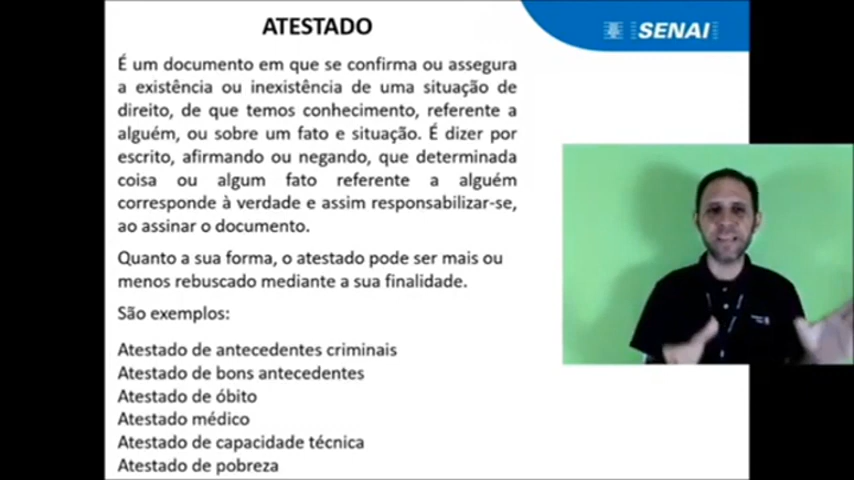 ATESTADO
SENAI
É um documento em que se confirma ou assegura
a existência ou inexistência de uma situação de
direito, de que temos conhecimento, referente a
alguém, ou sobre um fato e situação. É dizer por
escrito, afirmando ou negando, que determinada
coisa ou algum fato referente a alguém
corresponde à verdade e assim responsabilizar-se,
ao assinar o documento.
Quanto a sua forma, o atestado pode ser mais ou
menos rebuscado mediante a sua finalidade.
São exemplos:
Atestado de antecedentes criminais
Atestado de bons antecedentes
Atestado de óbito
Atestado médico
Atestado de capacidade técnica
Atestado de pobreza